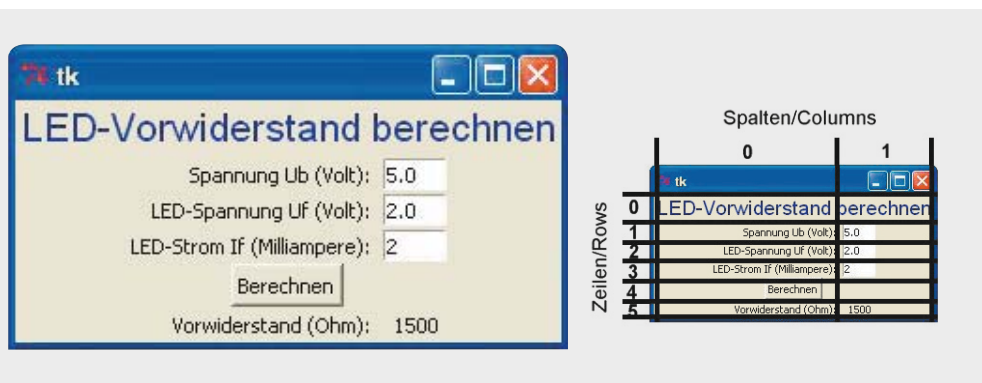 tk
LED-Vorwiderstand berechnen
Spannung Ub (Volt): 5.0
LED-Spannung Uf (Volt): 2.0
LED-Strom If (Milliampere): 2
Berechnen
Vorwiderstand (Ohm): 1500
Spalten/Columns
0 1
Zeilen/Rows
tk
0 LED-Vorwiderstand berechnen
1 Spannung Ub (Volt): 5.0
2 LED-Spannung Uf (Volt): 2.0
3 LED-Strom If (Milliampere): 2
4 Berechnen
5 Vorwiderstand (Ohm): 1500